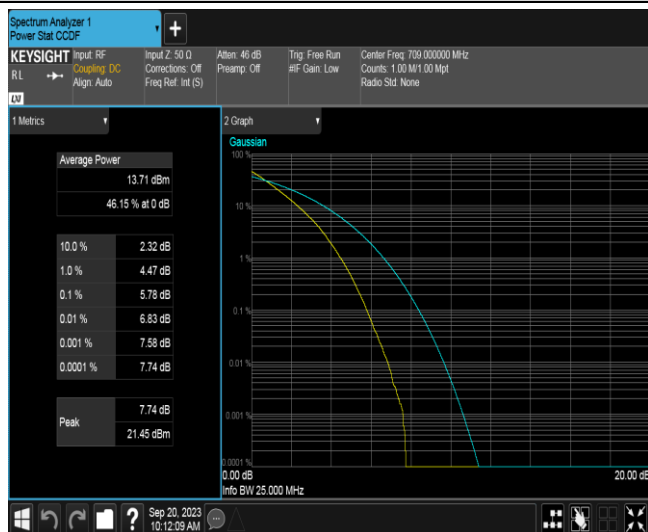 Spectrum Analyzer 1
Power Stat CCDF
KEYSIGHT
RL
LXI
Input: RF
Coupling: DC
Align: Auto
Input Z: 50 Ω
Corrections: Off
Freq Ref: Int (S)
Atten: 46 dB
Preamp: Off
Trig: Free Run
#IF Gain: Low
Center Freq: 709.000000 MHz
Counts: 1.00 M/1.00 Mpt
Radio Std: None
1 Metrics
Average Power
13.71 dBm
46.15 % at 0 dB
10.0 % 2.32 dB
1.0 % 4.47 dB
0.1 % 5.78 dB
0.01 % 6.83 dB
0.001 % 7.58 dB
0.0001 % 7.74 dB
Peak
7.74 dB
21.45 dBm
2 Graph
Gaussian
100 %
10 %
1 %
0.1 %
0.01 %
0.001 %
0.0001 %
0.00 dB
20.00 dB
Info BW 25.000 MHz
?
Sep 20, 2023
10:12:09 AM